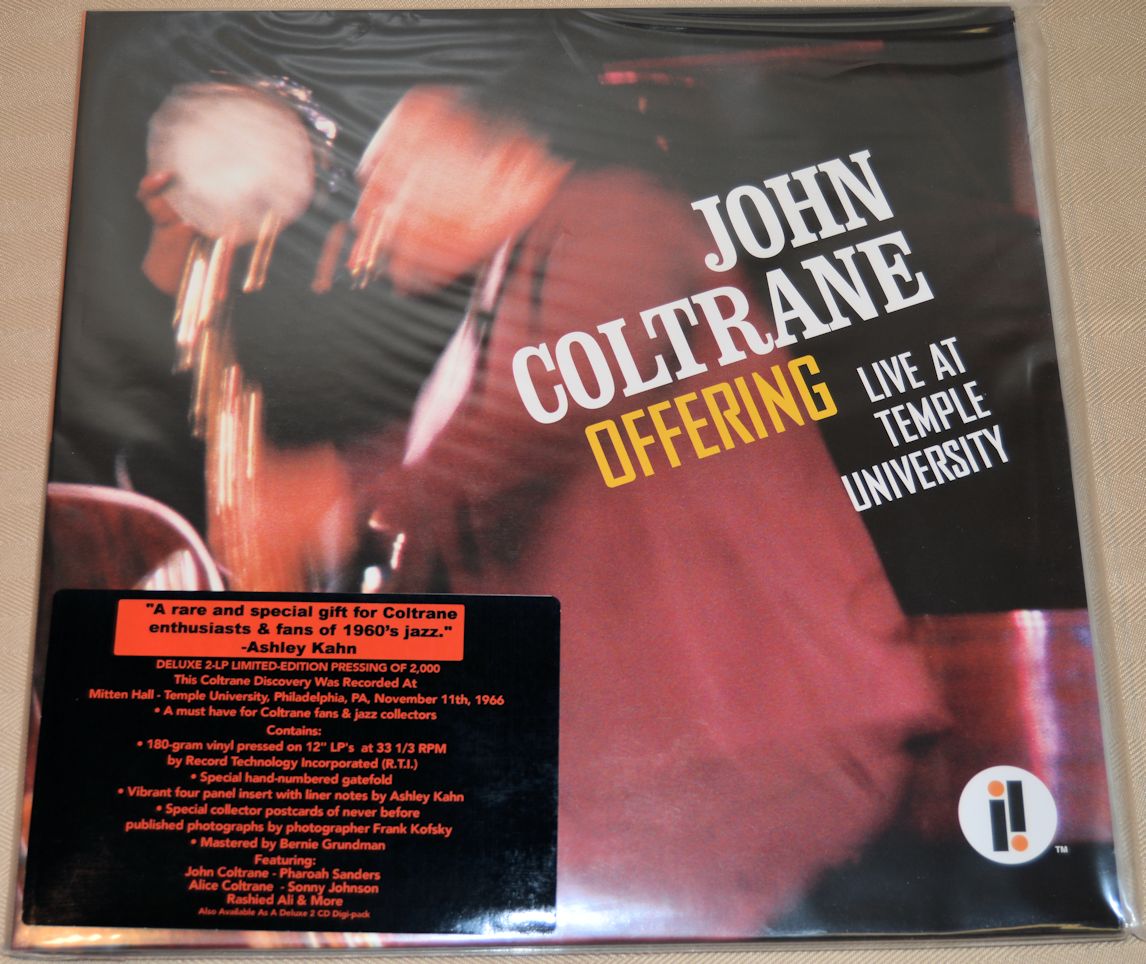 JOHN
COLTRANE
OFFERING
LIVE AT
TEMPLE
UNIVERSITY
"A rare and special gift for Coltrane
enthusiasts & fans of 1960's jazz."
-Ashley Kahn
DELUXE 2-LP LIMITED-EDITION PRESSING OF 2,000
This Coltrane Discovery Was Recorded At
Mitten Hall - Temple University, Philadelphia, PA, November 11th, 1966
• A must have for Coltrane fans & jazz collectors
Contains:
• 180-gram vinyl pressed on 12" LP's at 33 1/3 RPM
by Record Technology Incorporated (R.T.I.)
• Special hand-numbered gatefold
• Vibrant four panel insert with liner notes by Ashley Kahn
• Special collector postcards of never before
published photographs by photographer Frank Kofsky
• Mastered by Bernie Grundman
Featuring:
John Coltrane - Pharoah Sanders
Alice Coltrane - Sonny Johnson
Rashied Ali & More
Also Available As A Deluxe 2 CD Digi-pack
i!
TM